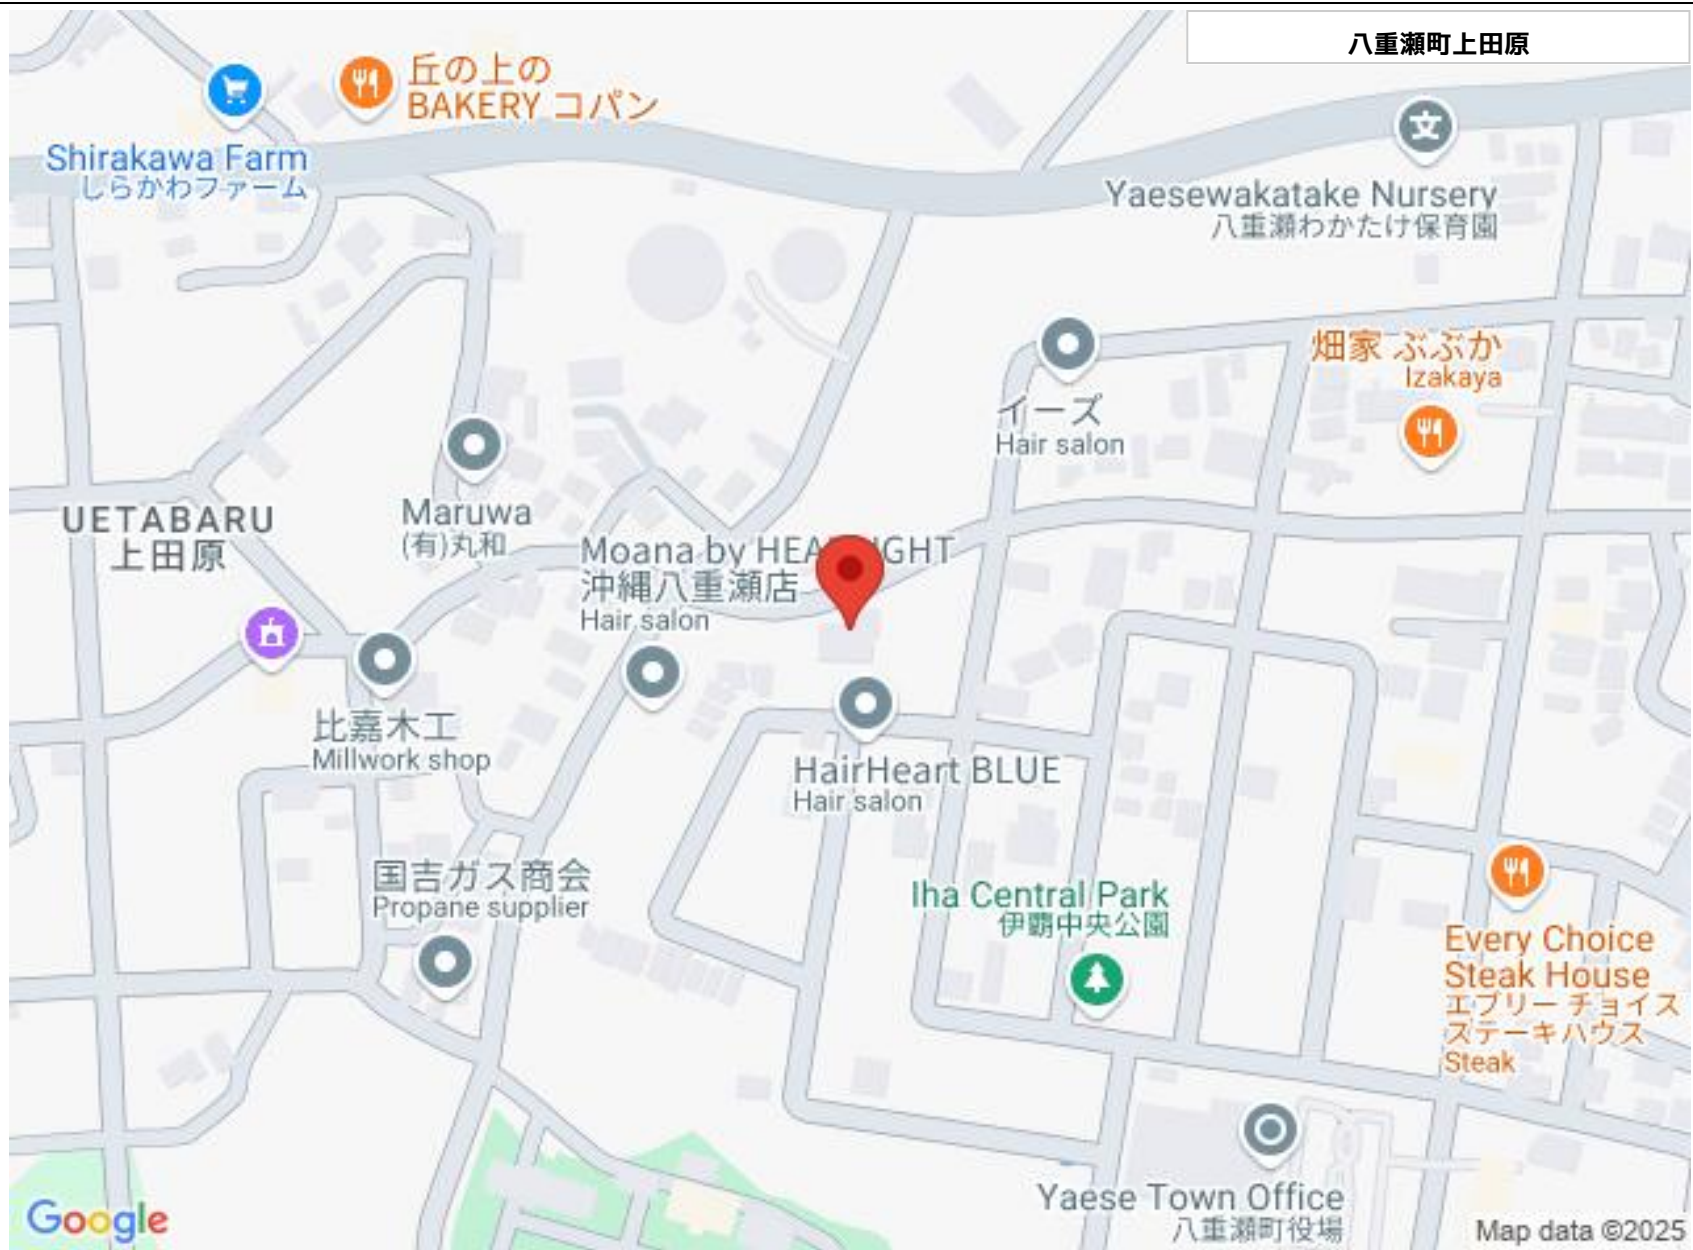 八重瀬町上田原
丘の上の
BAKERY コパン
Shirakawa Farm
しらかわファーム
Yaesewakatake Nursery
八重瀬わかたけ保育園
畑家 ぶぶか
Izakaya
イーズ
Hair salon
UETABARU
上田原
Maruwa
(有)丸和
Moana by HEA
GHT
沖縄八重瀬店
Hair salon
比嘉木工
Millwork shop
HairHeart BLUE
Hair salon
国吉ガス商会
Propane supplier
Iha Central Park
伊覇中央公園
Every Choice
Steak House
エブリー チョイス
ステーキハウス
Steak
Yaese Town Office
八重瀬町役場
Google
Map data ©2025